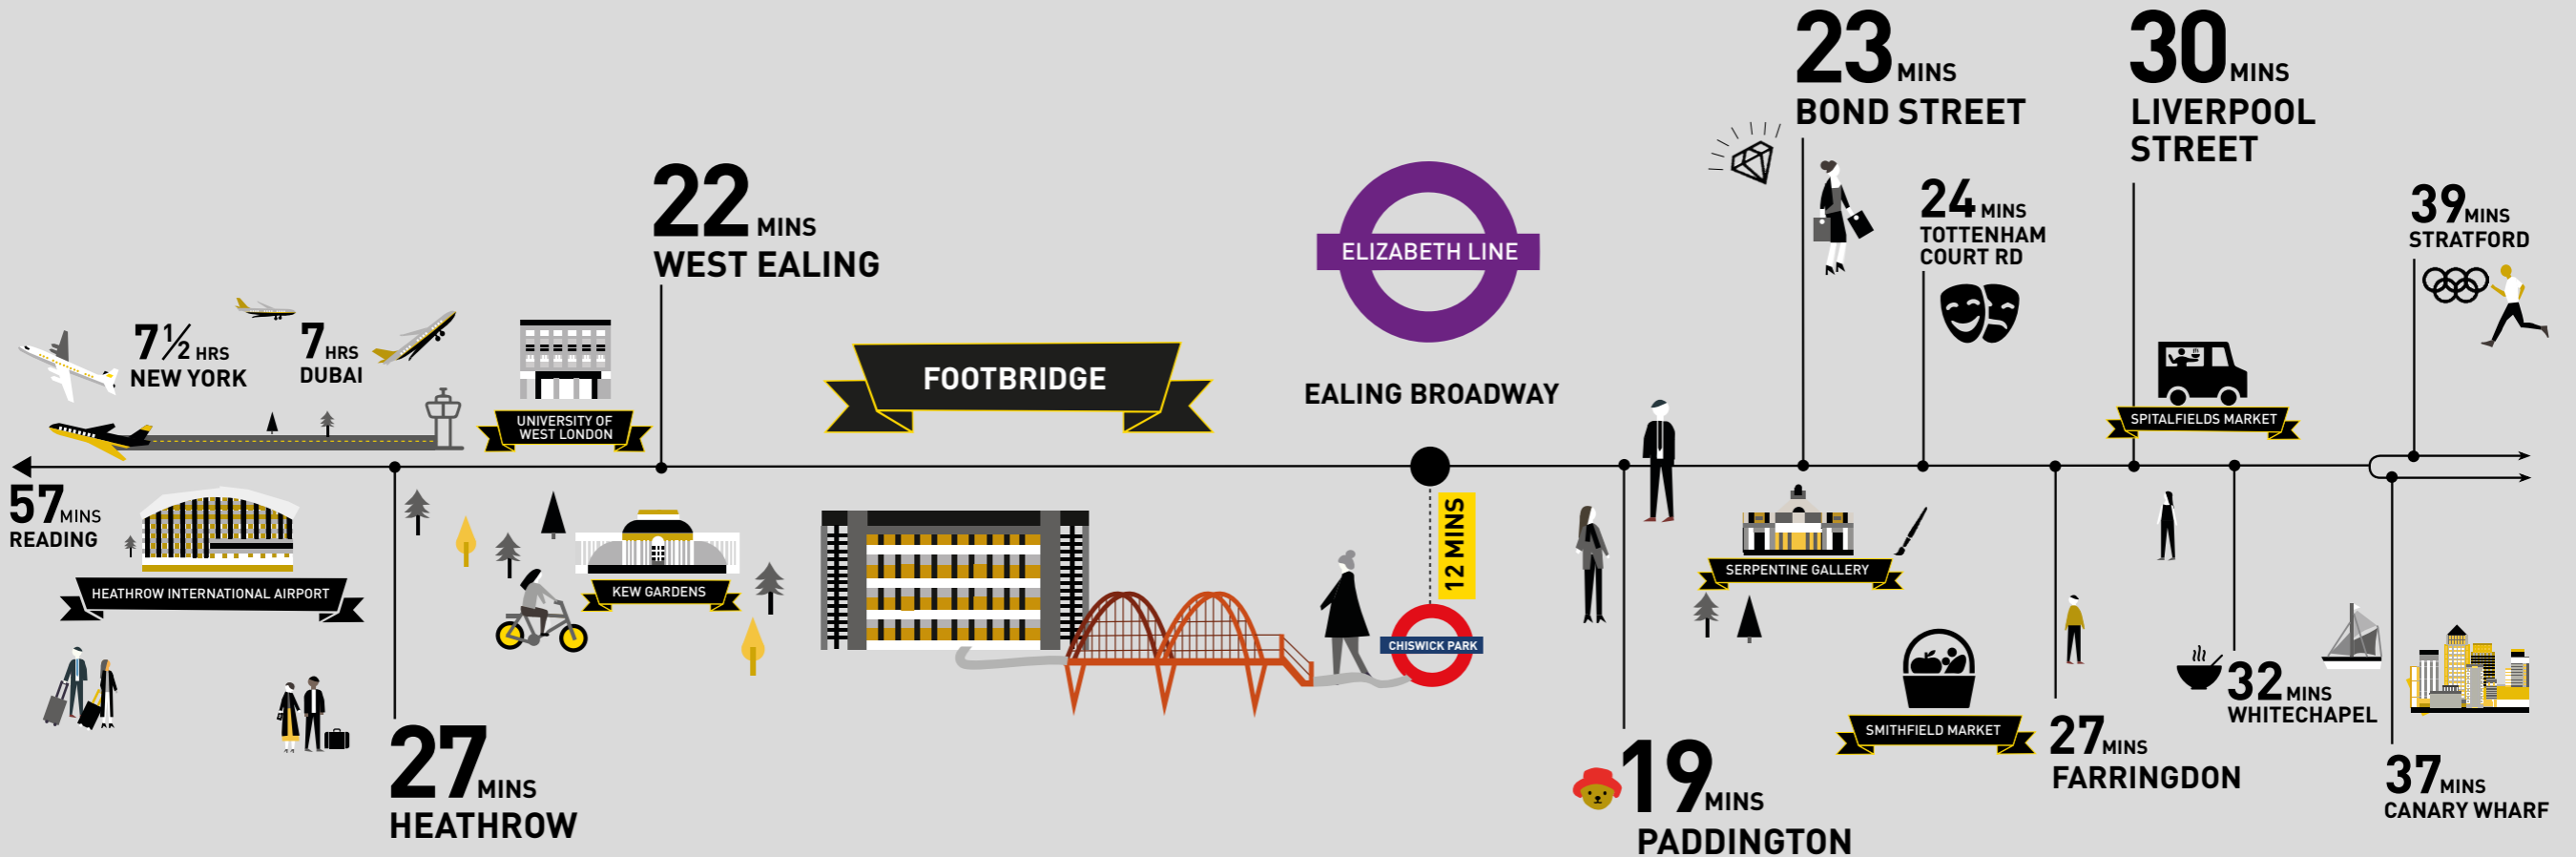 23 MINS
BOND STREET
30 MINS
LIVERPOOL
STREET
22 MINS
WEST EALING
ELIZABETH LINE
24 MINS
TOTTENHAM
COURT RD
39 MINS
STRATFORD
7½ HRS
NEW YORK
7 HRS
DUBAI
UNIVERSITY OF
WEST LONDON
FOOTBRIDGE
EALING BROADWAY
SPITALFIELDS MARKET
57 MINS
READING
HEATHROW INTERNATIONAL AIRPORT
KEW GARDENS
12 MINS
CHISWICK PARK
SERPENTINE GALLERY
SMITHFIELD MARKET
27 MINS
HEATHROW
19 MINS
PADDINGTON
27 MINS
FARRINGDON
32 MINS
WHITECHAPEL
37 MINS
CANARY WHARF